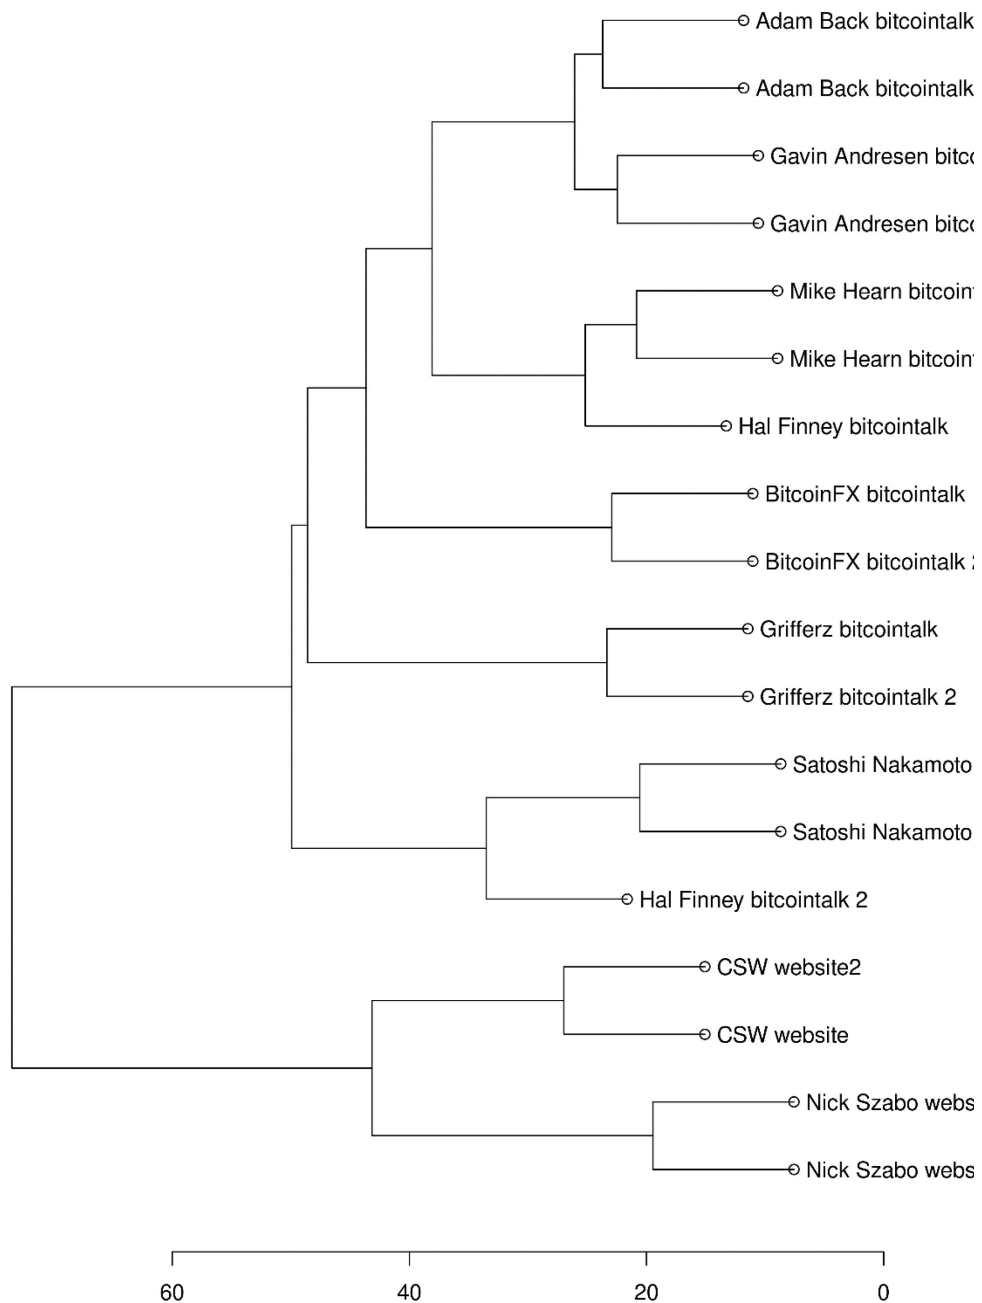 Adam Back bitcointalk
Adam Back bitcointalk
Gavin Andresen bitc
Gavin Andresen bitc
Mike Hearn bitcoin
Mike Hearn bitcoin
Hal Finney bitcointalk
BitcoinFX bitcointalk
BitcoinFX bitcointalk 2
Grifferz bitcointalk
Grifferz bitcointalk 2
Satoshi Nakamoto
Satoshi Nakamoto
Hal Finney bitcointalk 2
CSW website2
CSW website
Nick Szabo webs
Nick Szabo webs
60 40 20 0